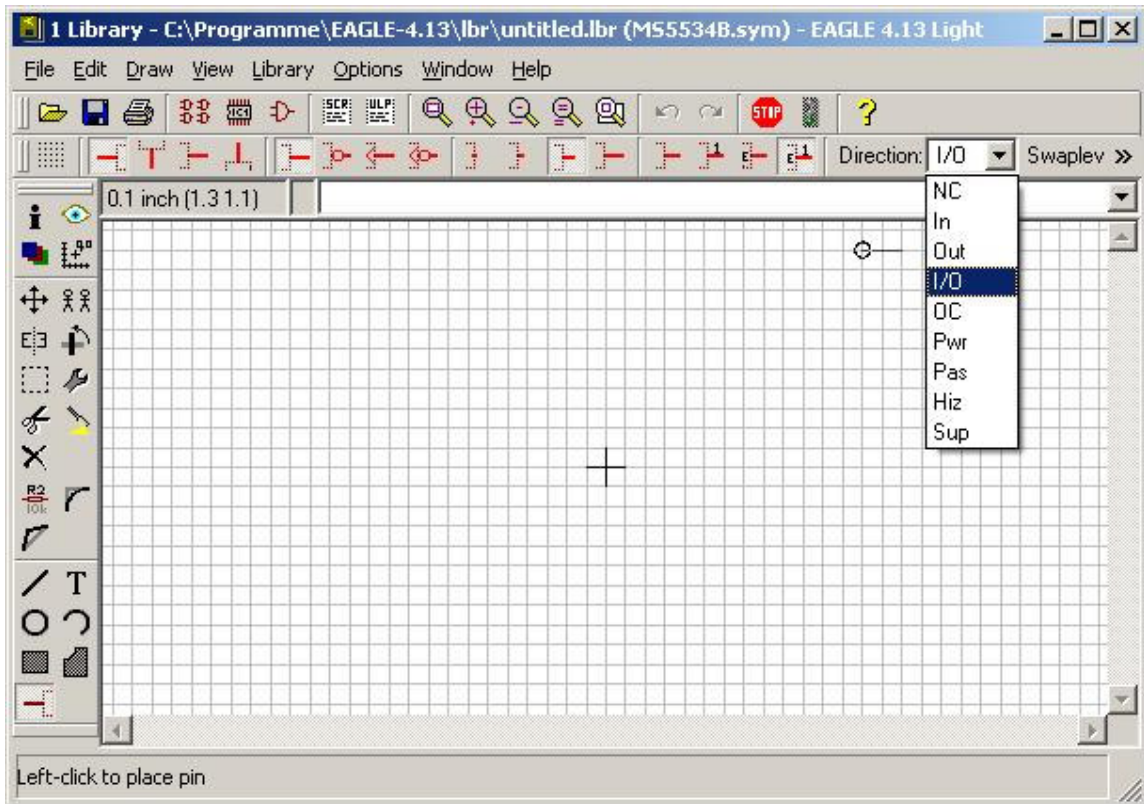 1 Library - C:\Programme\EAGLE-4.13\lbr\untitled.lbr (MS5534B.sym) - EAGLE 4.13 Light
File Edit Draw View Library Options Window Help
SCR ULP STOP
Direction: I/O Swaplev
0.1 inch (1.3 1.1)
NC
In
Out
I/O
OC
Pwr
Pas
Hiz
Sup
R2
10k
T
Left-click to place pin